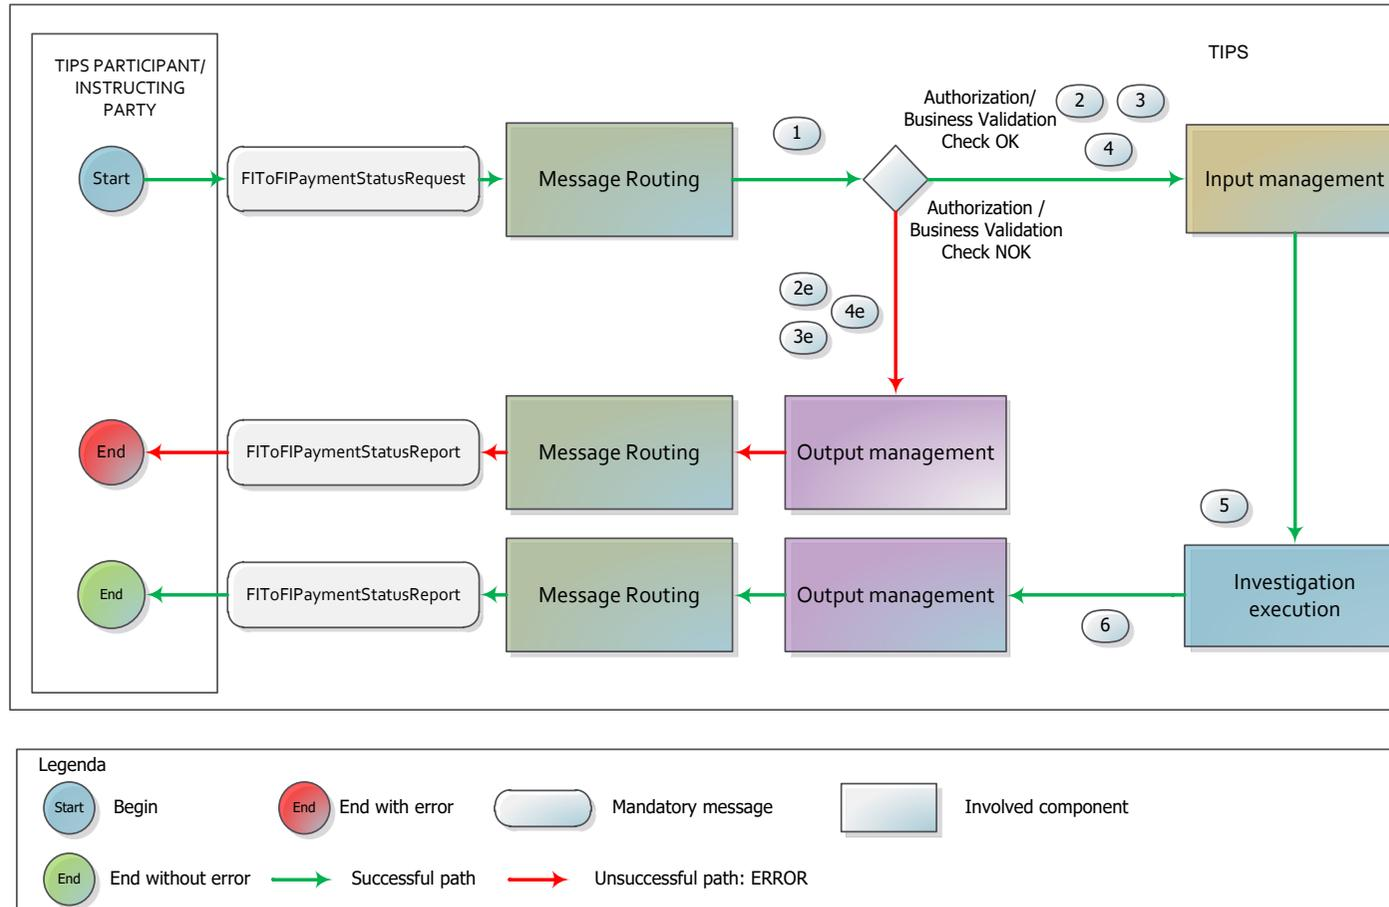 TIPS PARTICIPANT/
INSTRUCTING
PARTY
TIPS
Start
FIToFIPaymentStatusRequest
Message Routing
1
Authorization/
Business Validation
Check OK
2
3
4
Input management
Authorization /
Business Validation
Check NOK
2e
4e
3e
End
FIToFIPaymentStatusReport
Message Routing
Output management
5
End
FIToFIPaymentStatusReport
Message Routing
Output management
6
Investigation
execution
Legenda
Start
Begin
End
End with error
Mandatory message
Involved component
End
End without error
Successful path
Unsuccessful path: ERROR